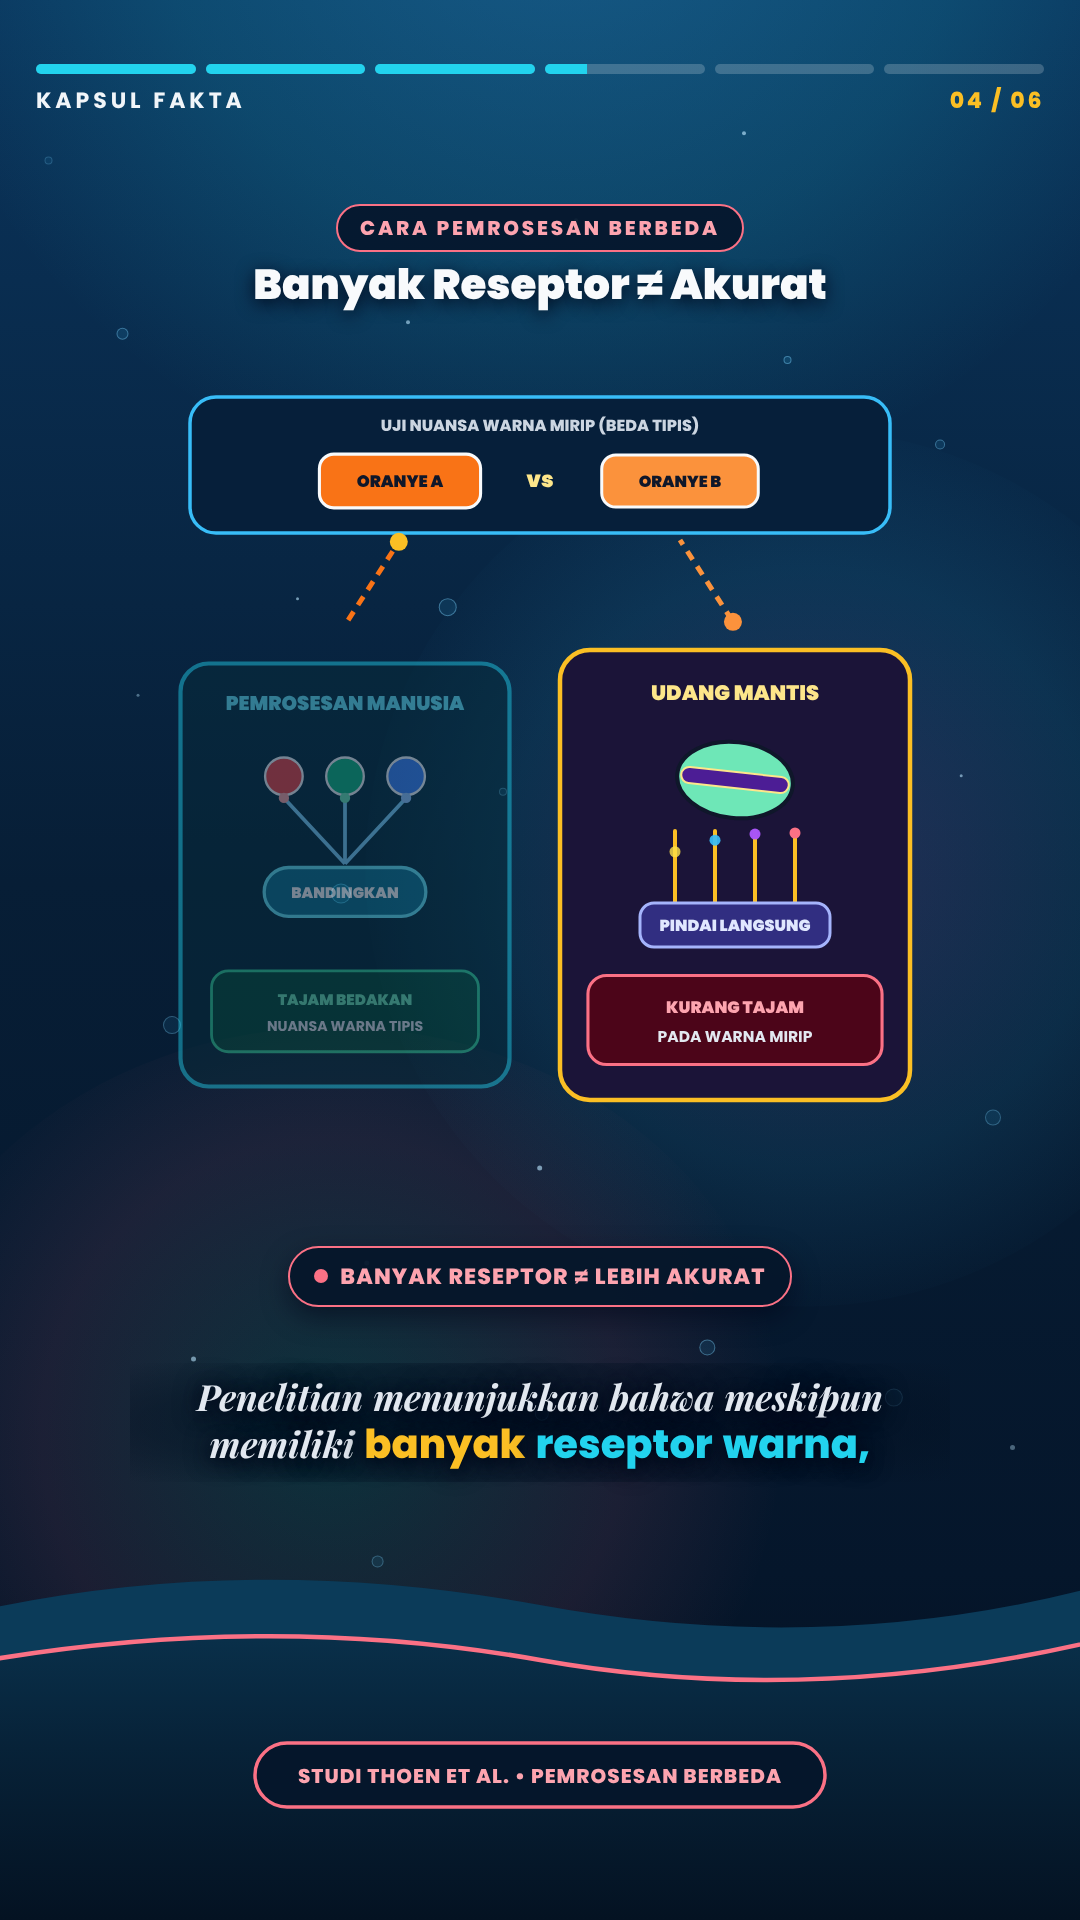 KAPSUL FAKTA
04 / 06
CARA PEMROSESAN BERBEDA
Banyak Reseptor ≠ Akurat
UJI NUANSA WARNA MIRIP (BEDA TIPIS)
ORANYE A
VS
ORANYE B
PEMROSESAN MANUSIA
BANDINGKAN
TAJAM BEDAKAN
NUANSA WARNA TIPIS
UDANG MANTIS
PINDAI LANGSUNG
KURANG TAJAM
PADA WARNA MIRIP
BANYAK RESEPTOR ≠ LEBIH AKURAT
Penelitian menunjukkan bahwa meskipun
memiliki banyak reseptor warna,
STUDI THOEN ET AL. • PEMROSESAN BERBEDA